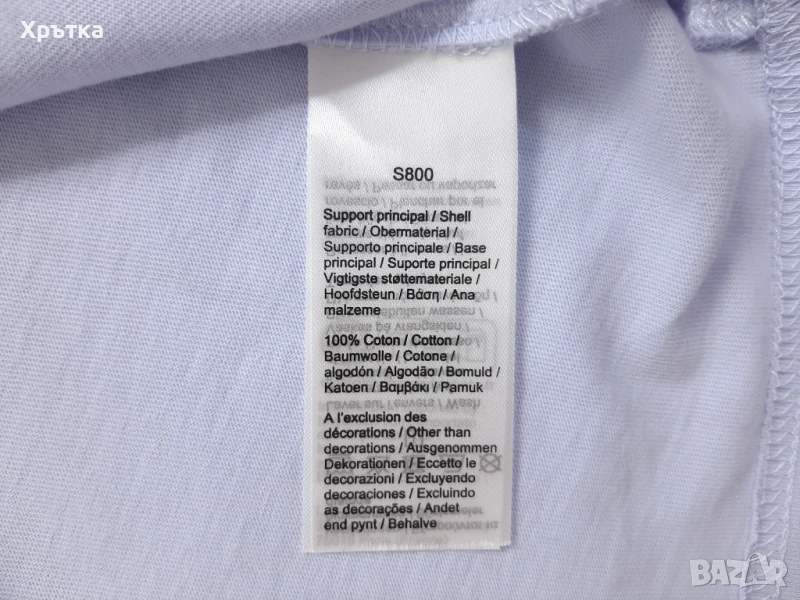 Хрътка
S800
Support principal / Shell
fabric / Obermaterial /
Supporto principale / Base
principal / Suporte principal /
Vigtigste støttemateriale /
Hoofdsteun / Βάση / Ana
malzeme
100% Coton / Cotton /
Baumwolle / Cotone /
algodón / Algodão / Bomuld /
Katoen / Βαμβάκι / Pamuk
A l'exclusion des
décorations / Other than
decorations / Ausgenommen
Dekorationen / Eccetto le
decorazioni / Excluyendo
decoraciones / Excluindo
as decorações / Andet
end pynt / Behalve
BAZAR